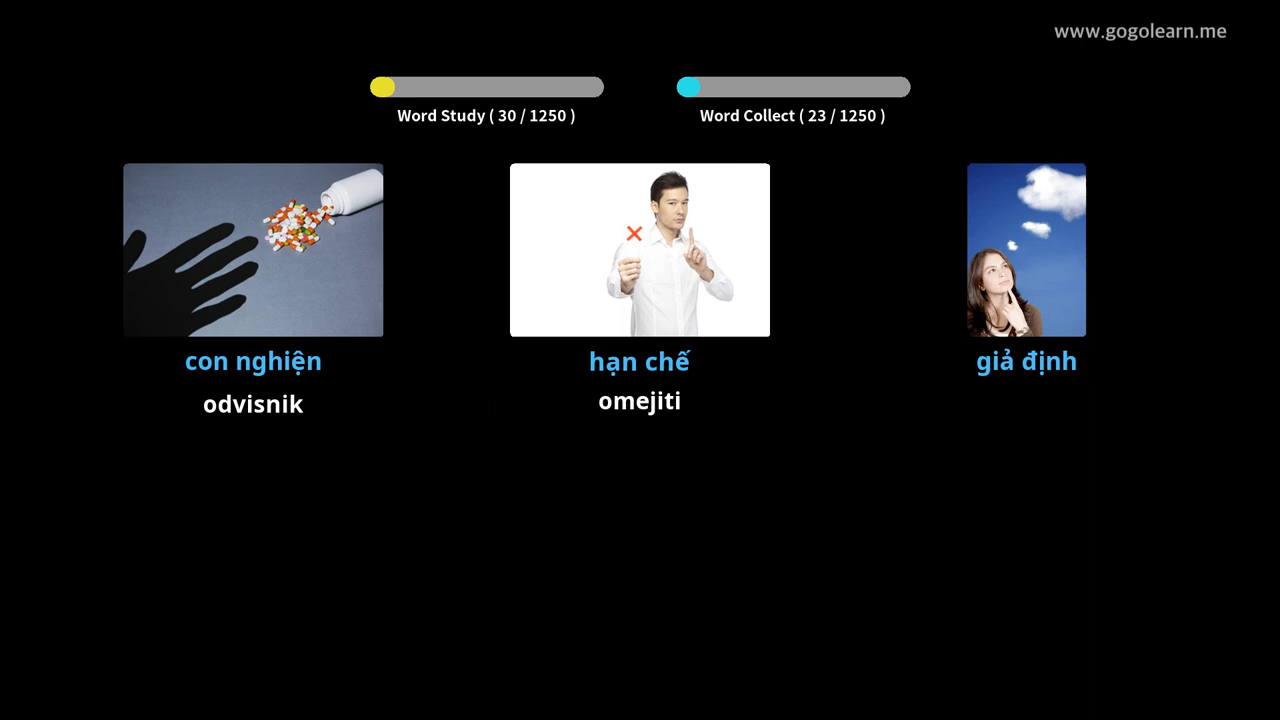 www.gogolearn.me
Word Study ( 30 / 1250 )
Word Collect ( 23 / 1250 )
con nghiện
hạn chế
giả định
odvisnik
omejiti